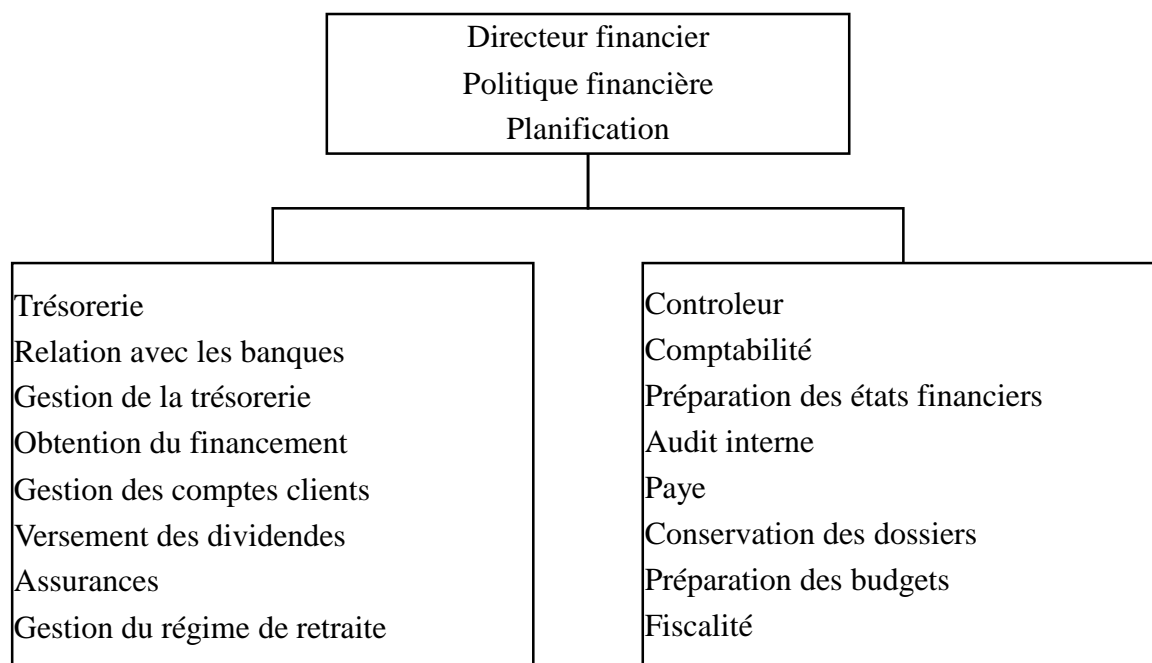 Directeur financier
Politique financière
Planification
Trésorerie
Relation avec les banques
Gestion de la trésorerie
Obtention du financement
Gestion des comptes clients
Versement des dividendes
Assurances
Gestion du régime de retraite
Controleur
Comptabilité
Préparation des états financiers
Audit interne
Paye
Conservation des dossiers
Préparation des budgets
Fiscalité